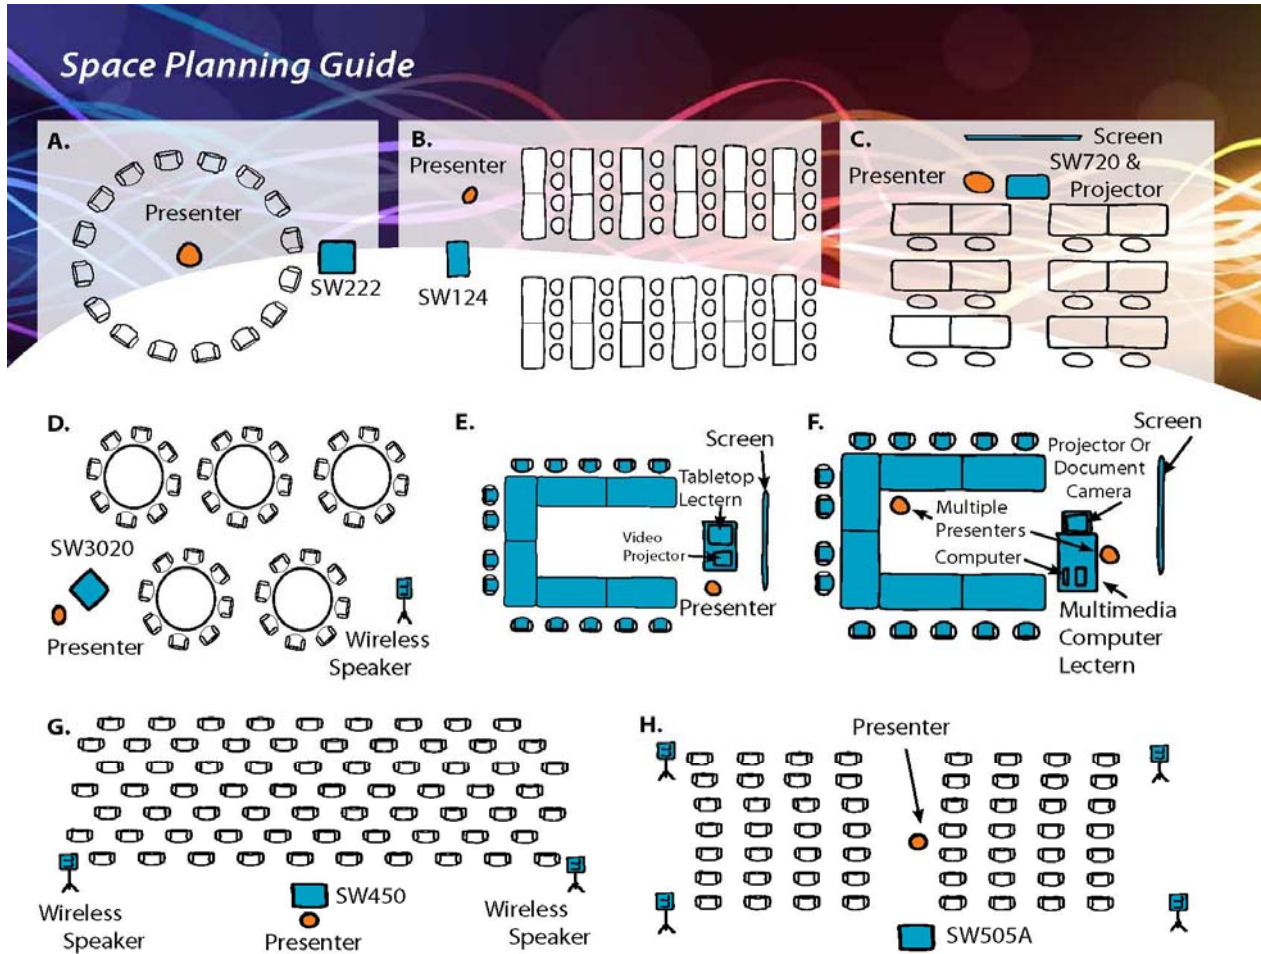 Space Planning Guide
A.
Presenter
SW222
B.
Presenter
SW124
C.
Screen
SW720 &
Projector
Presenter
D.
SW3020
Presenter
Wireless
Speaker
E.
Screen
Tabletop
Lectern
Video
Projector
Presenter
F.
Screen
Projector Or
Document
Camera
Multiple
Presenters
Computer
Multimedia
Computer
Lectern
G.
Wireless
Speaker
SW450
Presenter
Wireless
Speaker
H.
Presenter
SW505A